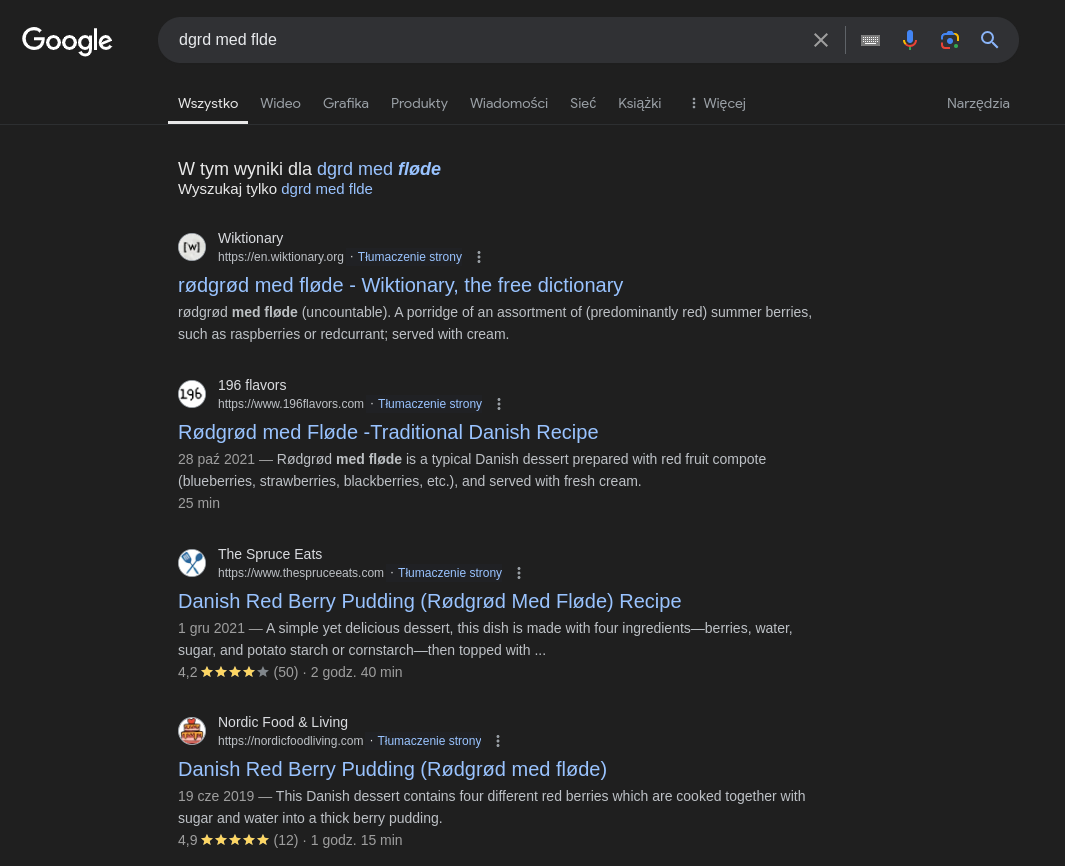 Google
dgrd med flde
Wszystko Wideo Grafika Produkty Wiadomości Sieć Książki Więcej Narzędzia
W tym wyniki dla dgrd med fløde
Wyszukaj tylko dgrd med flde
[w]
Wiktionary
https://en.wiktionary.org · Tłumaczenie strony
rødgrød med fløde - Wiktionary, the free dictionary
rødgrød med fløde (uncountable). A porridge of an assortment of (predominantly red) summer berries,
such as raspberries or redcurrant; served with cream.
196
196 flavors
https://www.196flavors.com · Tłumaczenie strony
Rødgrød med Fløde -Traditional Danish Recipe
28 paź 2021 — Rødgrød med fløde is a typical Danish dessert prepared with red fruit compote
(blueberries, strawberries, blackberries, etc.), and served with fresh cream.
25 min
The Spruce Eats
https://www.thespruceeats.com · Tłumaczenie strony
Danish Red Berry Pudding (Rødgrød Med Fløde) Recipe
1 gru 2021 — A simple yet delicious dessert, this dish is made with four ingredients—berries, water,
sugar, and potato starch or cornstarch—then topped with ...
4,2 (50) · 2 godz. 40 min
Nordic Food & Living
https://nordicfoodliving.com · Tłumaczenie strony
Danish Red Berry Pudding (Rødgrød med fløde)
19 cze 2019 — This Danish dessert contains four different red berries which are cooked together with
sugar and water into a thick berry pudding.
4,9 (12) · 1 godz. 15 min